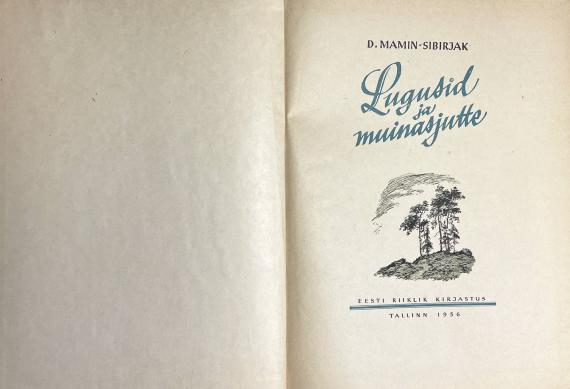 D. MAMIN-SIBIRJAK
Lugusid
ja
muinasjutte
EESTI RIIKLIK KIRJASTUS
TALLINN 1956